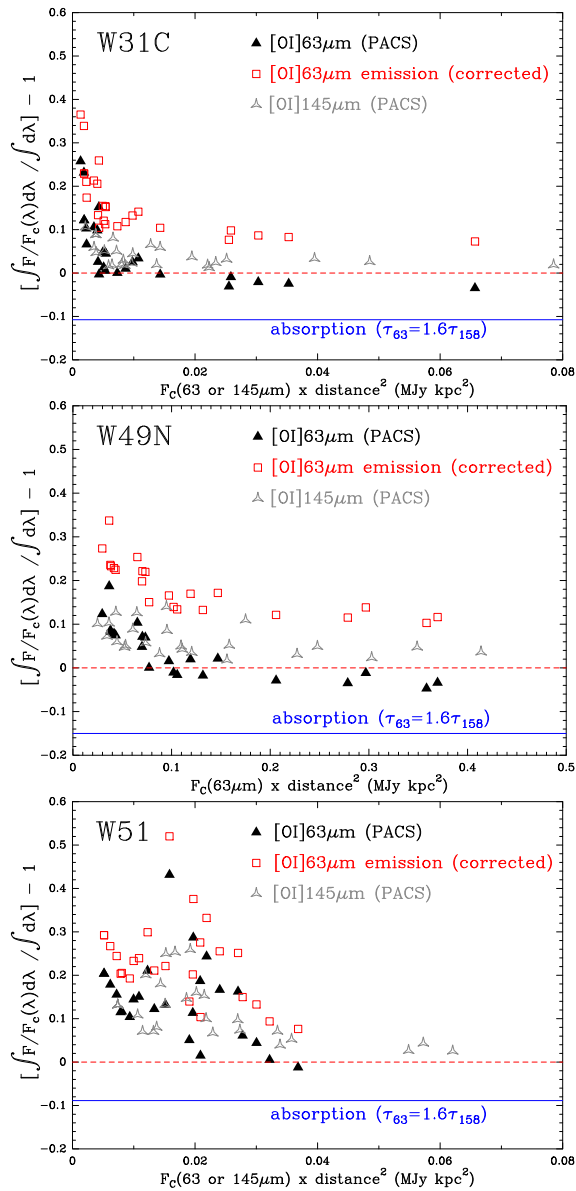 W31C
[OI]63μm (PACS)
[OI]63μm emission (corrected)
[OI]145μm (PACS)
absorption (τ63=1.6τ158)
[∫F/Fc(λ)dλ /∫dλ] − 1
0.6
0.5
0.4
0.3
0.2
0.1
0
−0.1
−0.2
0 0.02 0.04 0.06 0.08
FC(63 or 145μm) x distance² (MJy kpc²)
W49N
[OI]63μm (PACS)
[OI]63μm emission (corrected)
[OI]145μm (PACS)
absorption (τ63=1.6τ158)
[∫F/Fc(λ)dλ /∫dλ] − 1
0.6
0.5
0.4
0.3
0.2
0.1
0
−0.1
−0.2
0 0.1 0.2 0.3 0.4 0.5
FC(63μm) x distance² (MJy kpc²)
W51
[OI]63μm (PACS)
[OI]63μm emission (corrected)
[OI]145μm (PACS)
absorption (τ63=1.6τ158)
[∫F/Fc(λ)dλ /∫dλ] − 1
0.6
0.5
0.4
0.3
0.2
0.1
0
−0.1
−0.2
0 0.02 0.04 0.06 0.08
FC(63 or 145μm) x distance² (MJy kpc²)